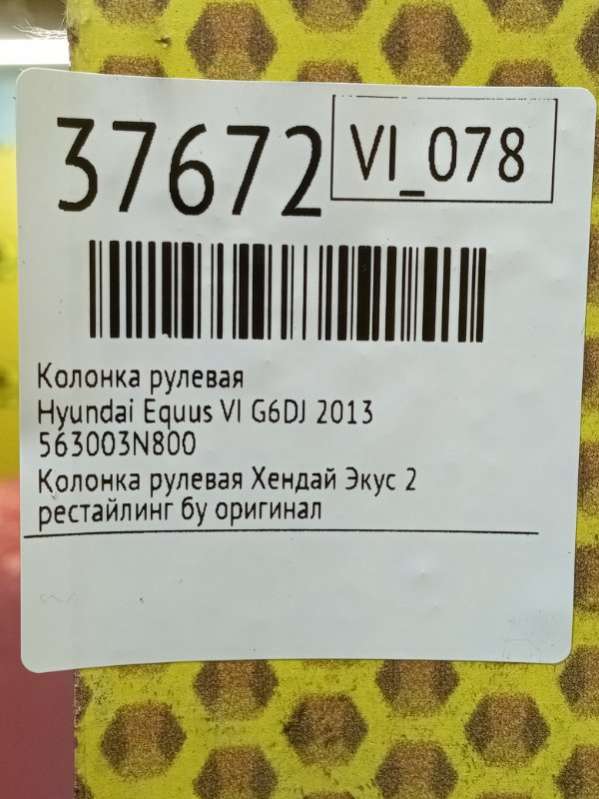 37672
VI_078
Колонка рулевая
Hyundai Equus VI G6DJ 2013
563003N800
Колонка рулевая Хендай Экус 2
рестайлинг бу оригинал